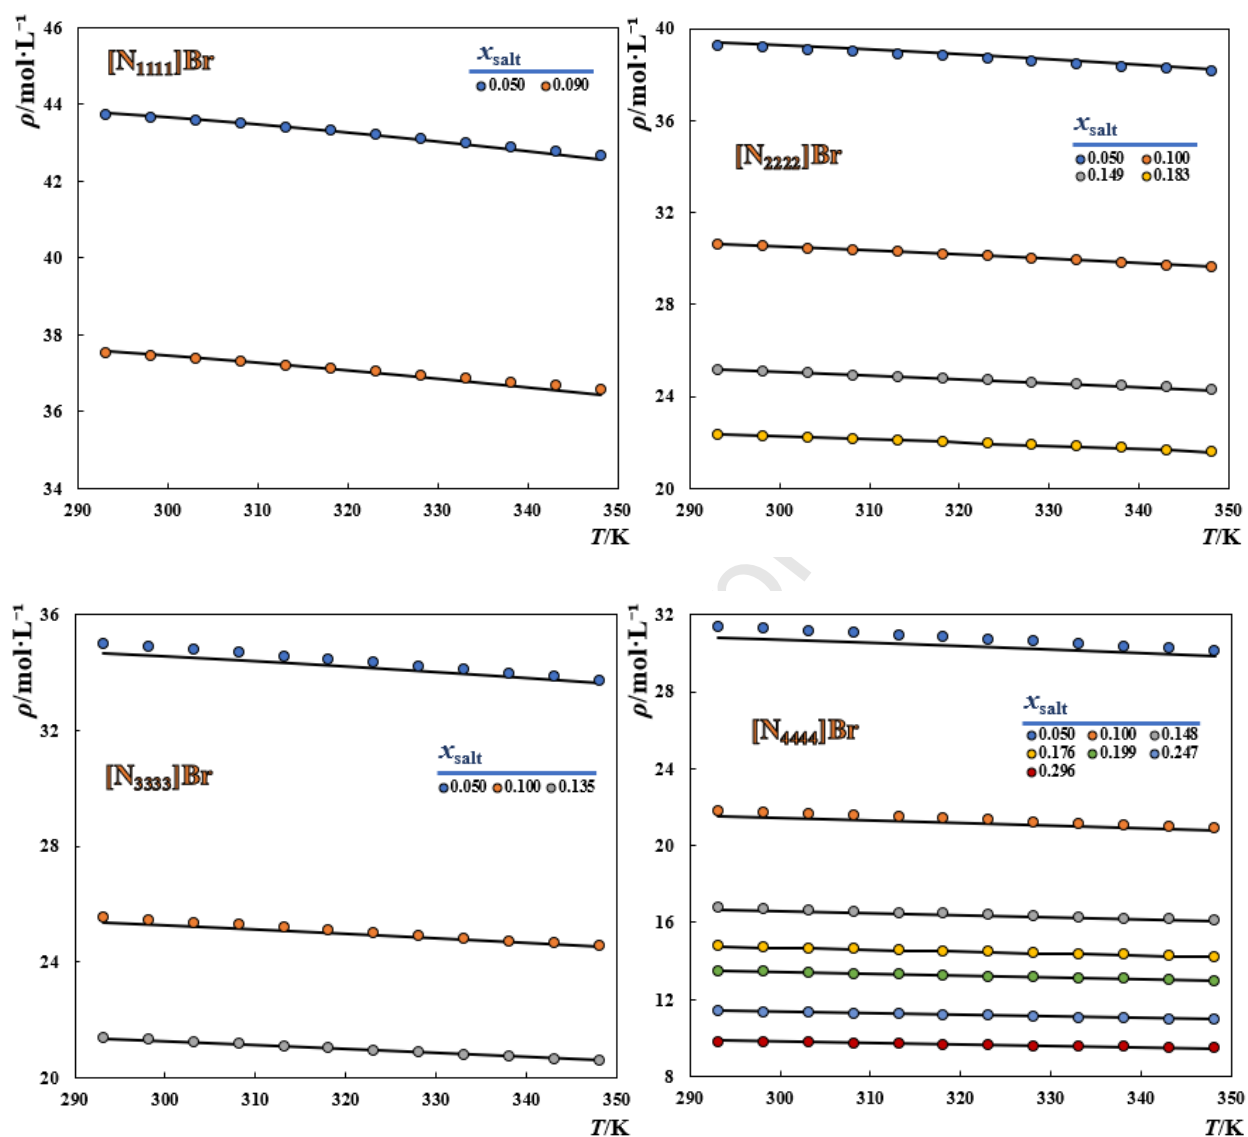 ρ/mol·L⁻¹
46
44
42
40
38
36
34
[N₁₁₁₁]Br
xsalt
0.050 0.090
290 300 310 320 330 340 350
T/K
ρ/mol·L⁻¹
40
36
32
28
24
20
[N₂₂₂₂]Br
xsalt
0.050 0.100
0.149 0.183
290 300 310 320 330 340 350
T/K
ρ/mol·L⁻¹
36
32
28
24
20
[N₃₃₃₃]Br
xsalt
0.050 0.100 0.135
290 300 310 320 330 340 350
T/K
ρ/mol·L⁻¹
32
28
24
20
16
12
8
[N₄₄₄₄]Br
xsalt
0.050 0.100 0.148
0.176 0.199 0.247
0.296
290 300 310 320 330 340 350
T/K